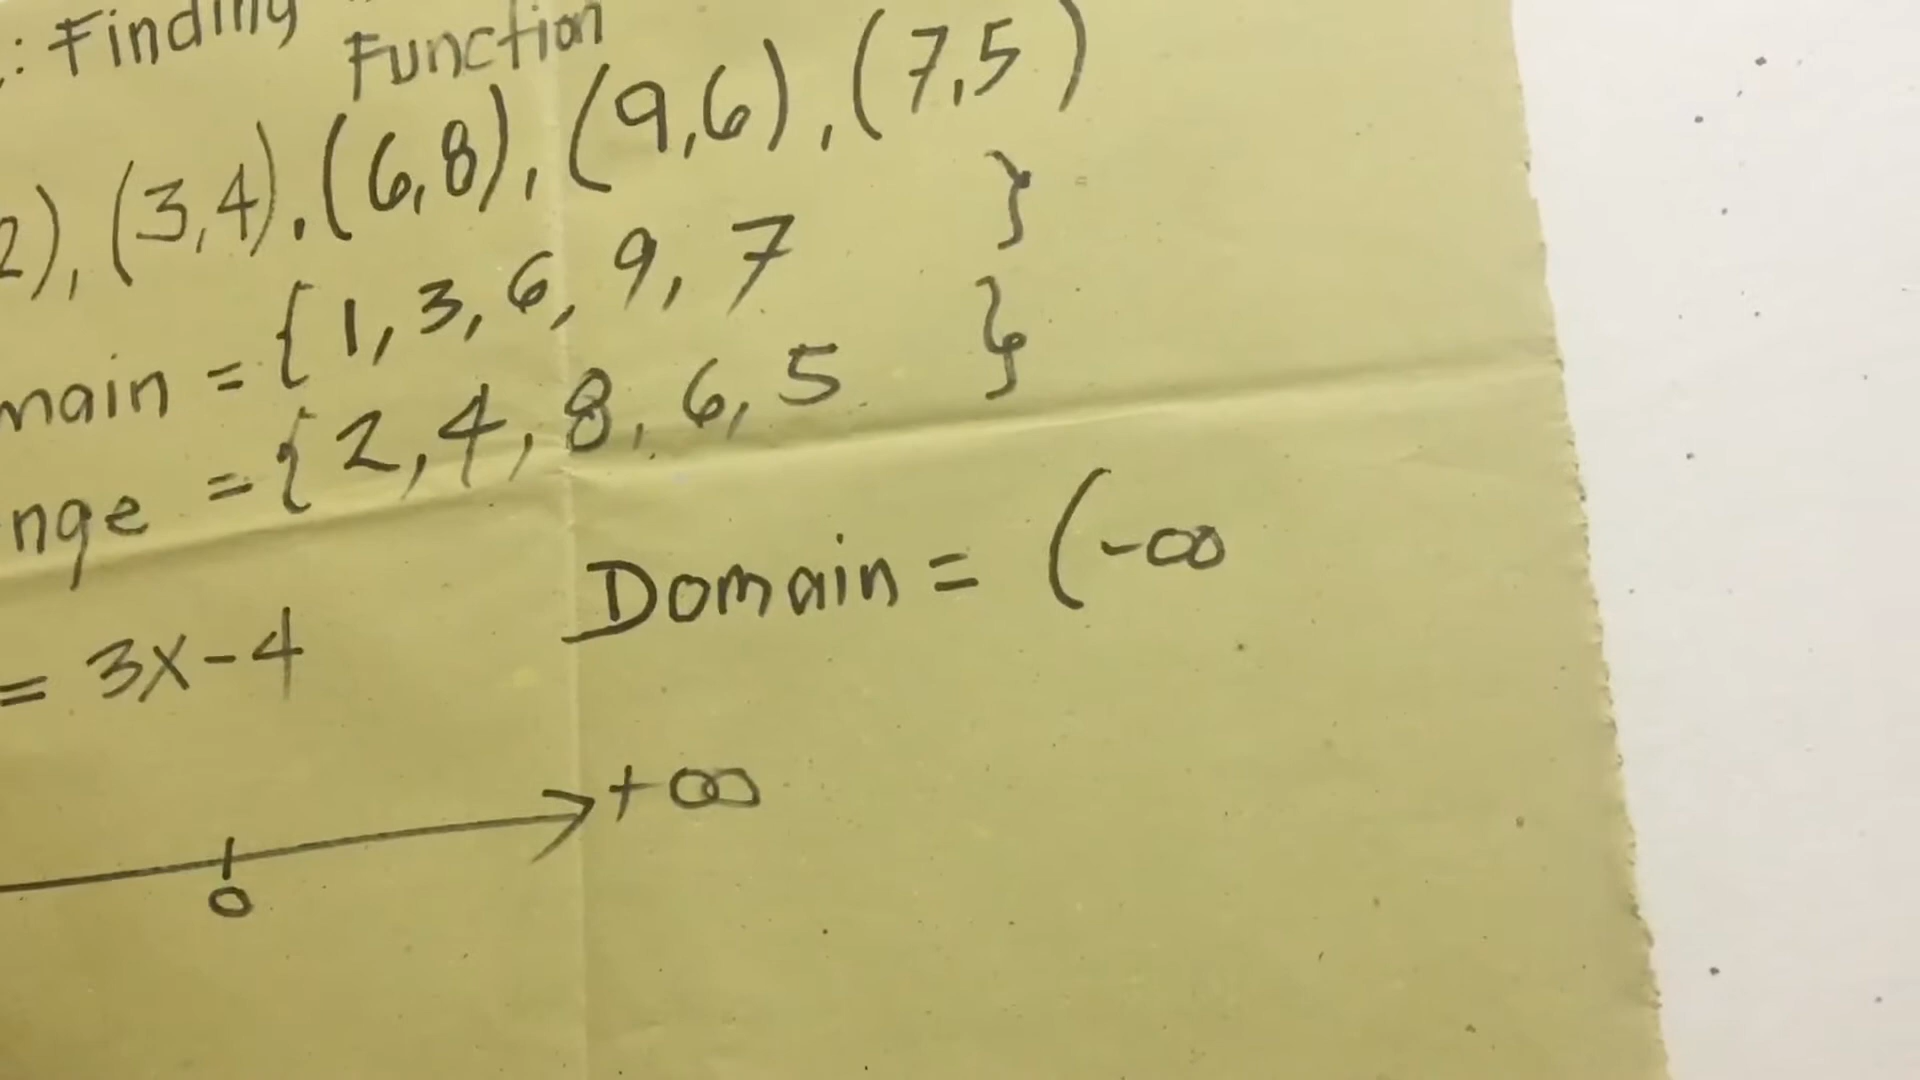 : Finding
Function
2), (3,4), (6,8), (9,6), (7,5)
main = {1, 3, 6, 9, 7 }
nge = {2, 4, 8, 6, 5 }
Domain = (-∞
= 3x-4
+∞
0